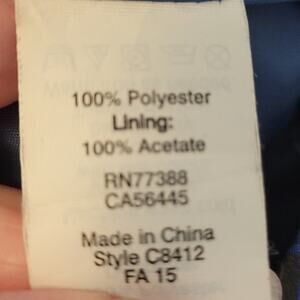 100% Polyester
Lining:
100% Acetate
RN77388
CA56445
Made in China
Style C8412
FA 15